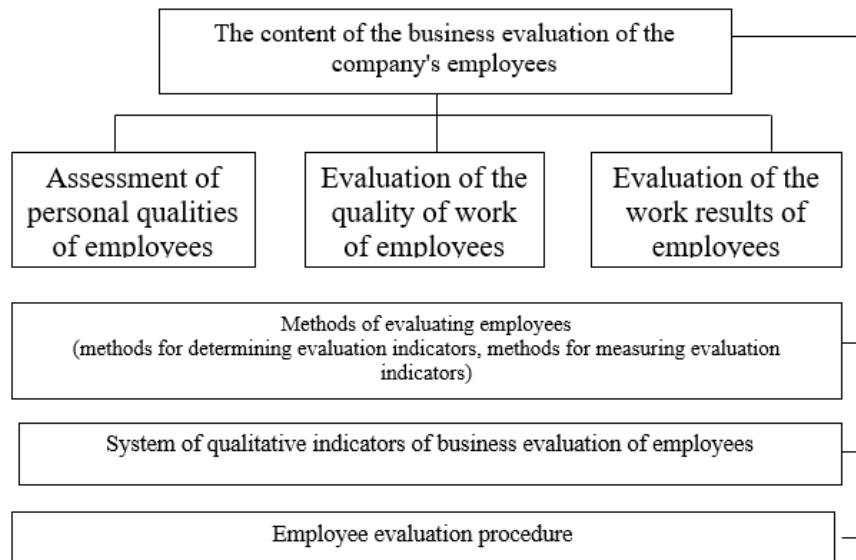 The content of the business evaluation of the
company's employees
Assessment of
personal qualities
of employees
Evaluation of the
quality of work
of employees
Evaluation of the
work results of
employees
Methods of evaluating employees
(methods for determining evaluation indicators, methods for measuring evaluation
indicators)
System of qualitative indicators of business evaluation of employees
Employee evaluation procedure